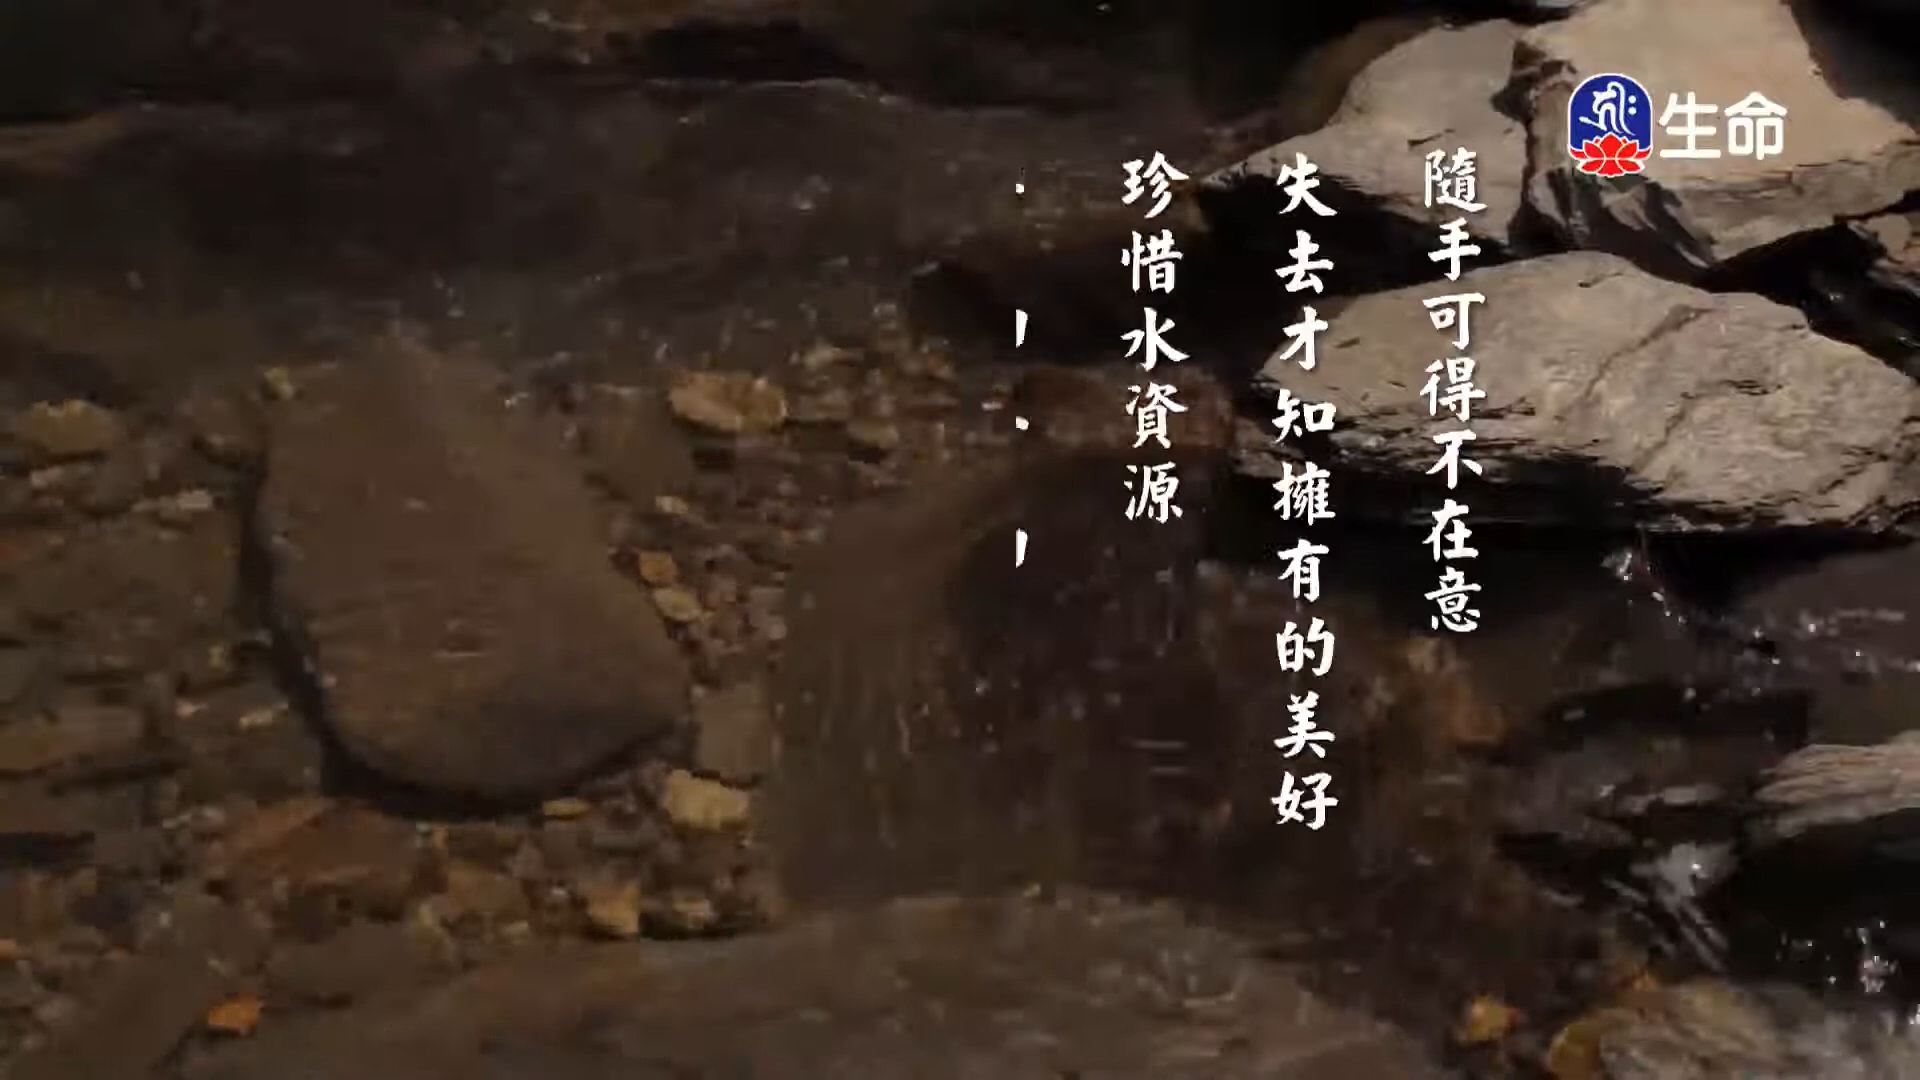 生命
隨手可得不在意
失去才知擁有的美好
珍惜水資源